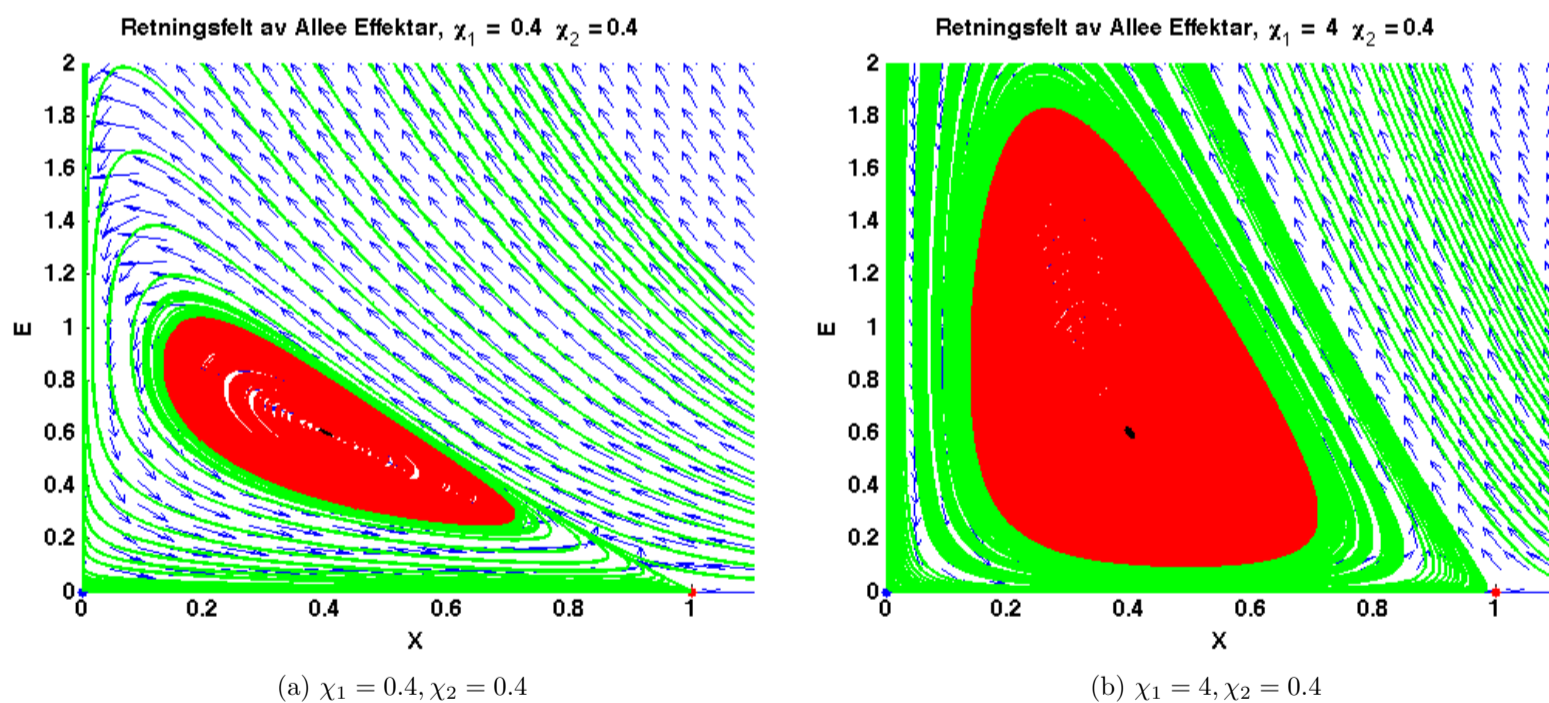 Retningsfelt av Allee Effektar, χ₁ = 0.4 χ₂ = 0.4
2
1.8
1.6
1.4
1.2
1
0.8
0.6
0.4
0.2
0
E
0 0.2 0.4 0.6 0.8 1
X
(a) χ₁ = 0.4, χ₂ = 0.4
Retningsfelt av Allee Effektar, χ₁ = 4 χ₂ = 0.4
2
1.8
1.6
1.4
1.2
1
0.8
0.6
0.4
0.2
0
E
0 0.2 0.4 0.6 0.8 1
X
(b) χ₁ = 4, χ₂ = 0.4